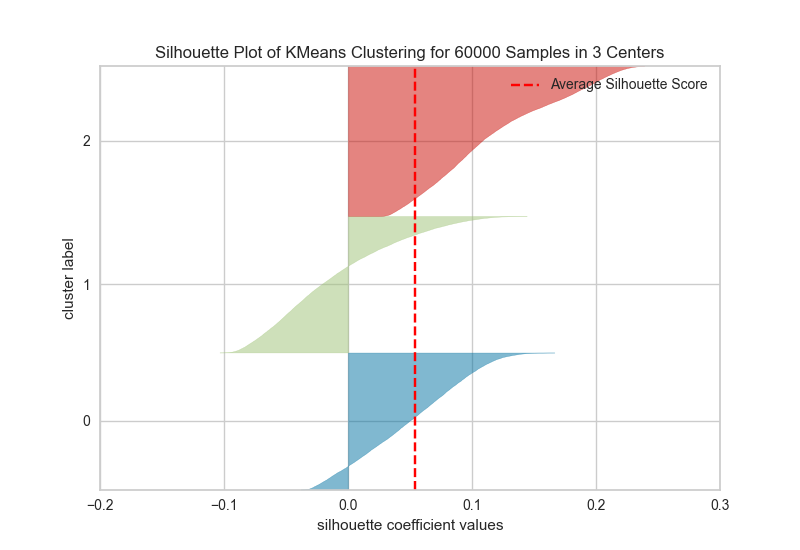 Silhouette Plot of KMeans Clustering for 60000 Samples in 3 Centers
Average Silhouette Score
2
1
0
cluster label
−0.2 −0.1 0.0 0.1 0.2 0.3
silhouette coefficient values